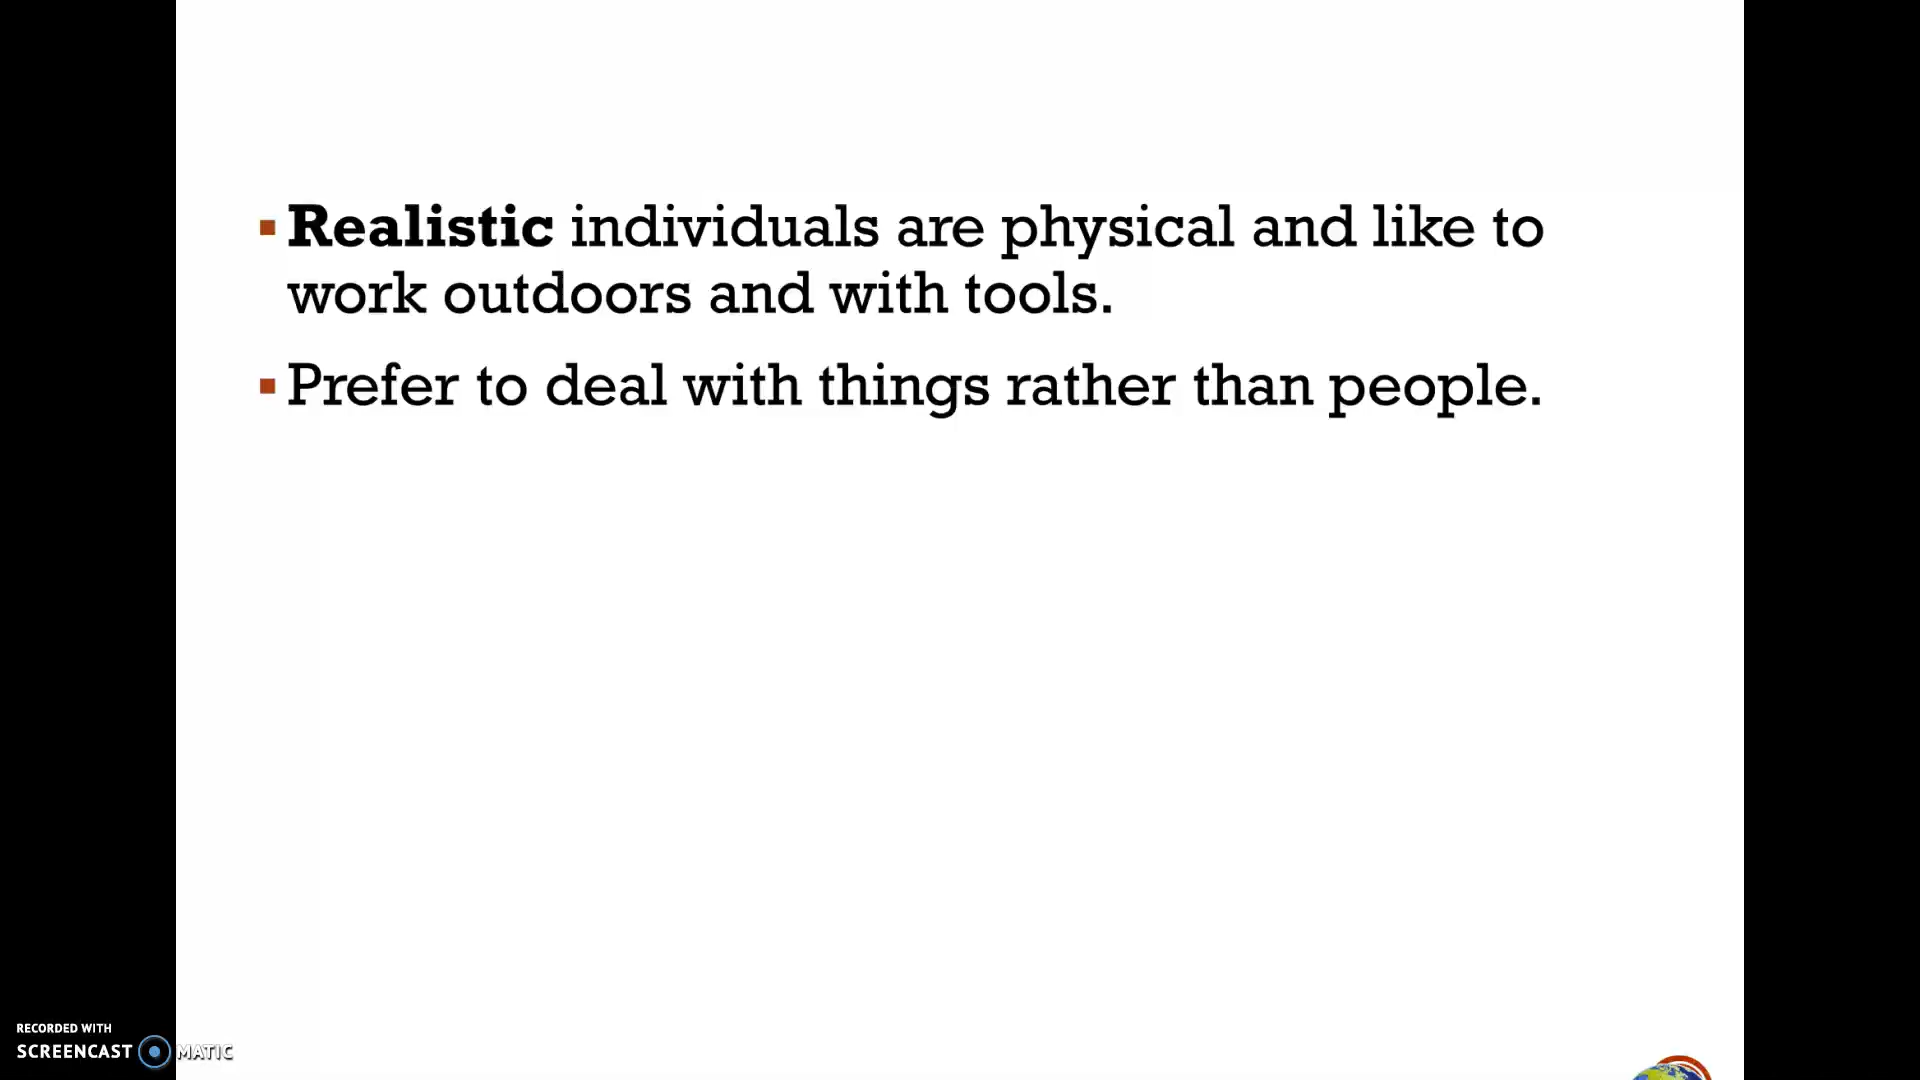 Realistic individuals are physical and like to
work outdoors and with tools.
Prefer to deal with things rather than people.
RECORDED WITH
SCREENCAST MATIC